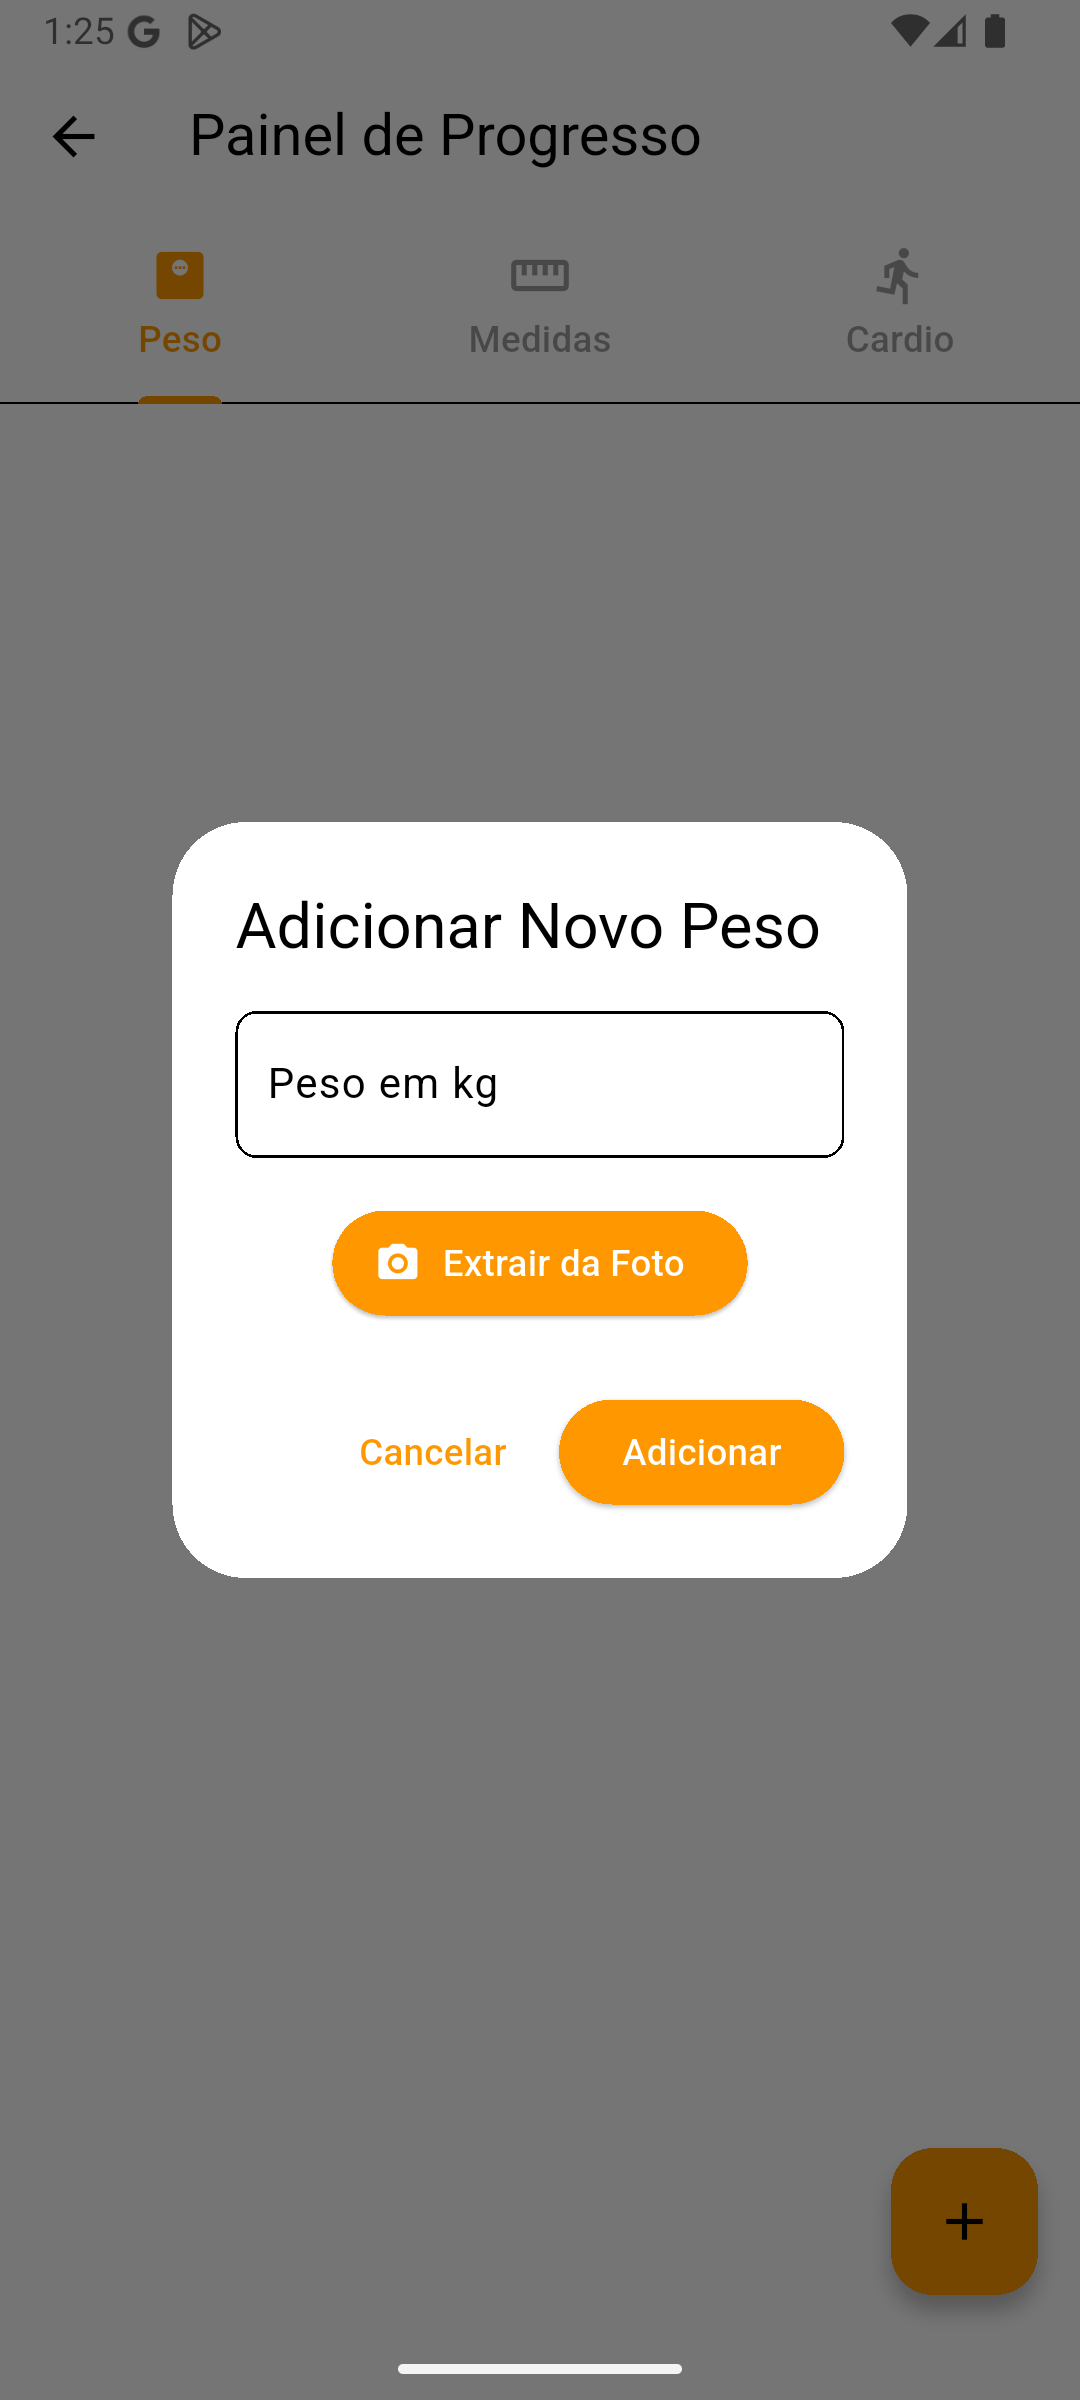 1:25
Painel de Progresso
Peso
Medidas
Cardio
Adicionar Novo Peso
Peso em kg
Extrair da Foto
Cancelar
Adicionar